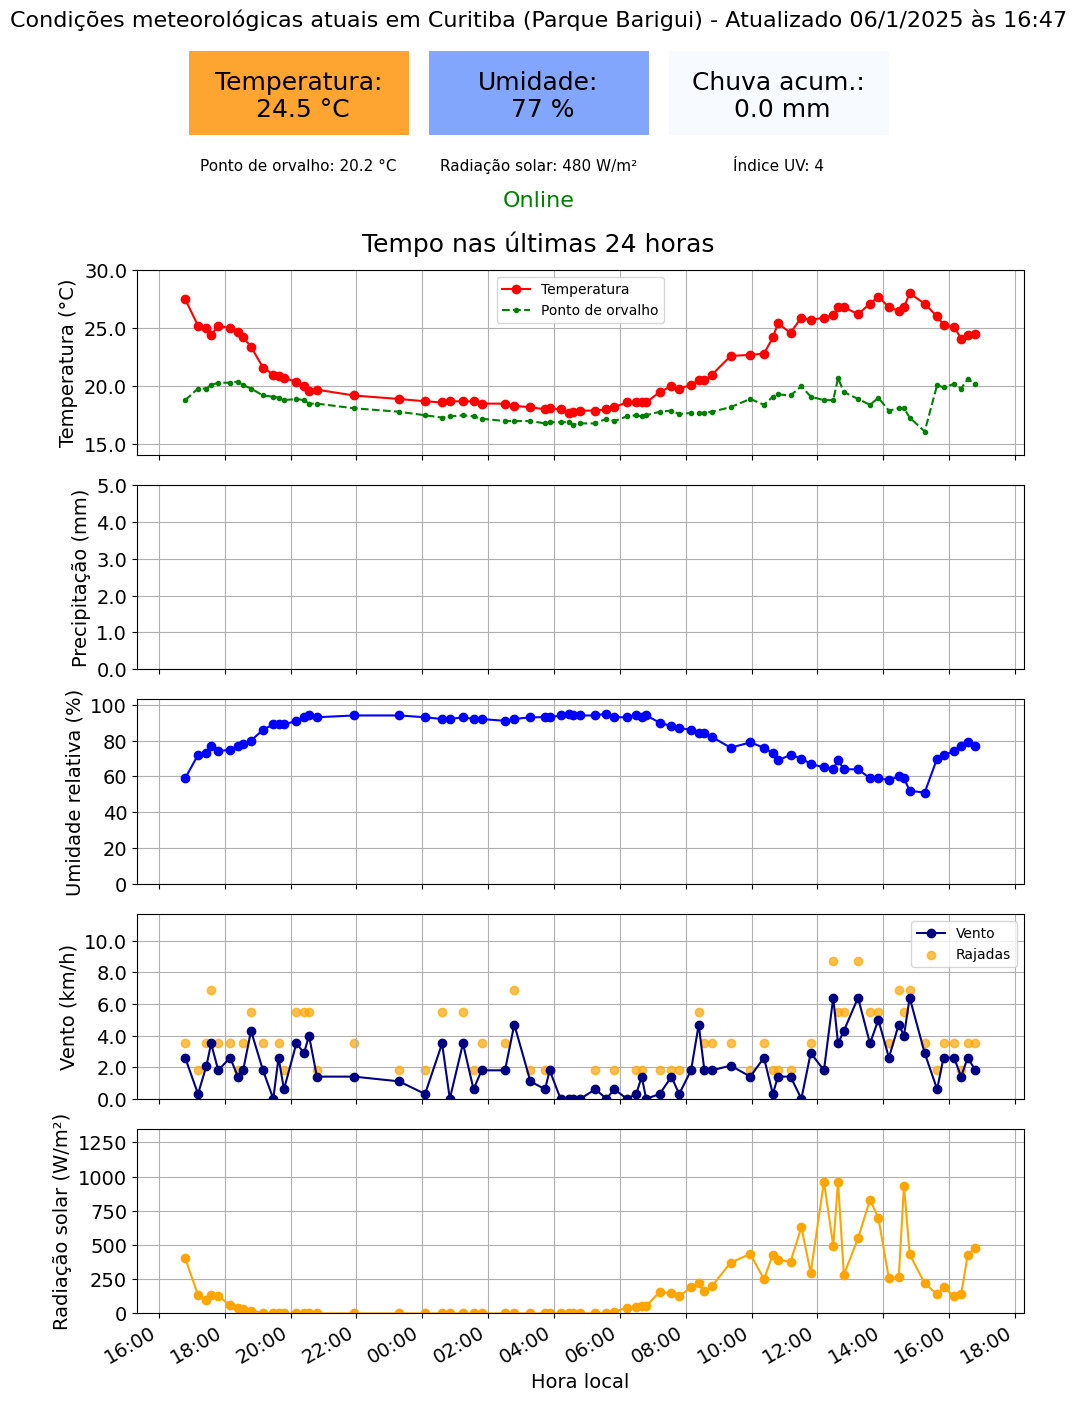 Condições meteorológicas atuais em Curitiba (Parque Barigui) - Atualizado 06/1/2025 às 16:47
Temperatura:
24.5 °C
Umidade:
77 %
Chuva acum.:
0.0 mm
Ponto de orvalho: 20.2 °C
Radiação solar: 480 W/m²
Índice UV: 4
Online
Tempo nas últimas 24 horas
Temperatura (°C)
30.0
25.0
20.0
15.0
Temperatura
Ponto de orvalho
Precipitação (mm)
5.0
4.0
3.0
2.0
1.0
0.0
Umidade relativa (%)
100
80
60
40
20
0
Vento (km/h)
10.0
8.0
6.0
4.0
2.0
0.0
Vento
Rajadas
Radiação solar (W/m²)
1250
1000
750
500
250
0
16:00
18:00
20:00
22:00
00:00
02:00
04:00
06:00
08:00
10:00
12:00
14:00
16:00
18:00
Hora local